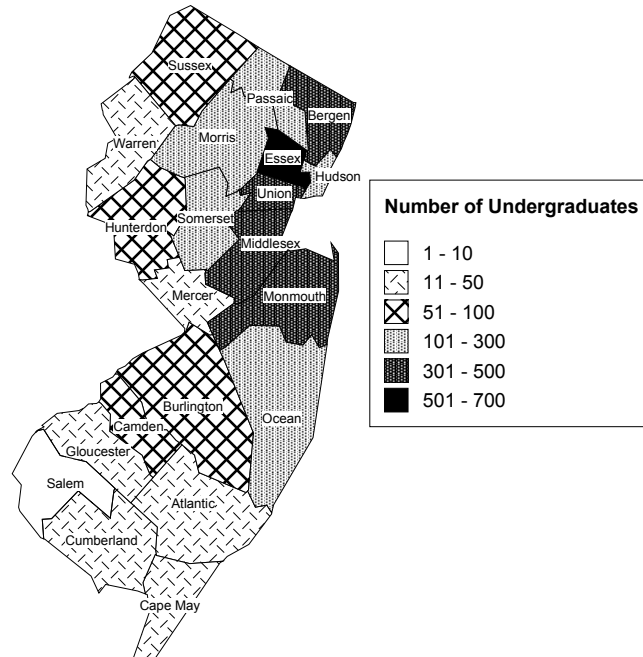 Sussex
Passaic
Bergen
Warren
Morris
Essex
Hudson
Union
Somerset
Hunterdon
Middlesex
Mercer
Monmouth
Burlington
Ocean
Camden
Gloucester
Salem
Atlantic
Cumberland
Cape May
Number of Undergraduates
1 - 10
11 - 50
51 - 100
101 - 300
301 - 500
501 - 700